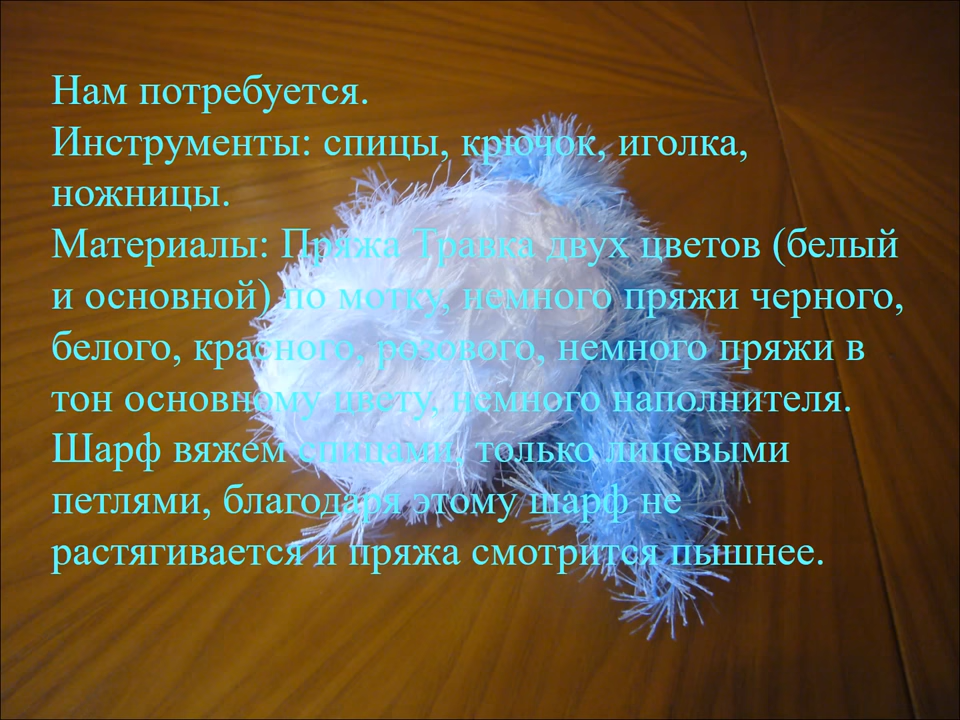 Нам потребуется.
Инструменты: спицы, крючок, иголка,
ножницы.
Материалы: Пряжа Травка двух цветов (белый
и основной) по мотку, немного пряжи черного,
белого, красного, розового, немного пряжи в
тон основному цвету, немного наполнителя.
Шарф вяжем спицами, только лицевыми
петлями, благодаря этому шарф не
растягивается и пряжа смотрится пышнее.